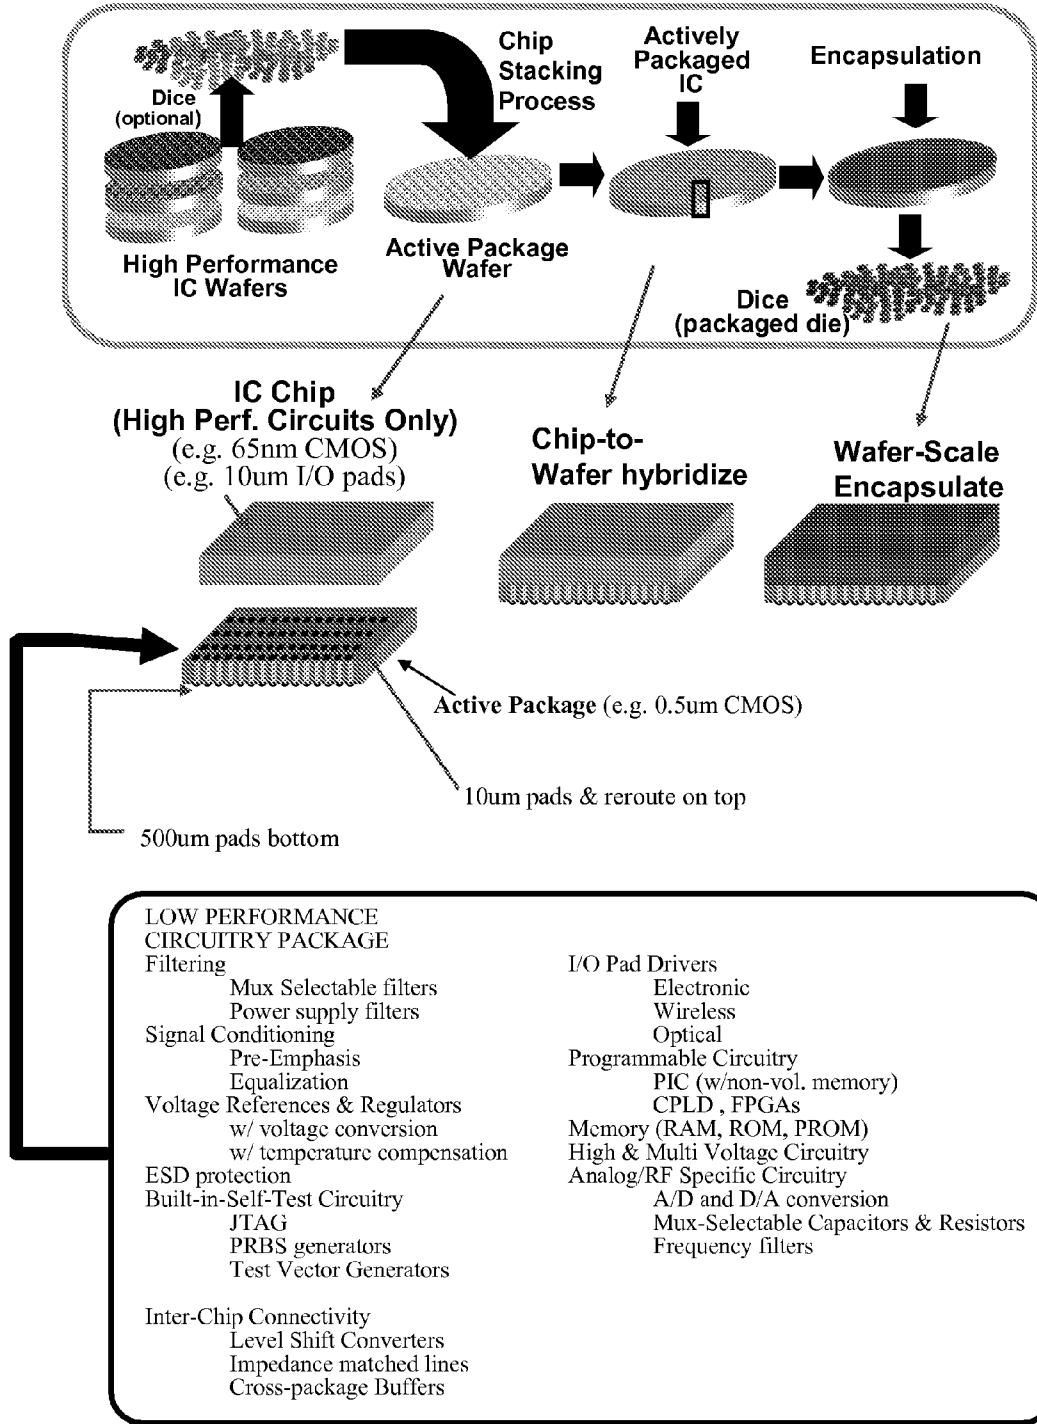 Chip
Stacking
Process
Actively
Packaged
IC
Encapsulation
Dice
(optional)
High Performance
IC Wafers
Active Package
Wafer
Dice
(packaged die)
IC Chip
(High Perf. Circuits Only)
(e.g. 65nm CMOS)
(e.g. 10um I/O pads)
Chip-to-
Wafer hybridize
Wafer-Scale
Encapsulate
Active Package (e.g. 0.5um CMOS)
10um pads & reroute on top
500um pads bottom
LOW PERFORMANCE
CIRCUITRY PACKAGE
Filtering
Mux Selectable filters
Power supply filters
Signal Conditioning
Pre-Emphasis
Equalization
Voltage References & Regulators
w/ voltage conversion
w/ temperature compensation
ESD protection
Built-in-Self-Test Circuitry
JTAG
PRBS generators
Test Vector Generators
Inter-Chip Connectivity
Level Shift Converters
Impedance matched lines
Cross-package Buffers
I/O Pad Drivers
Electronic
Wireless
Optical
Programmable Circuitry
PIC (w/non-vol. memory)
CPLD , FPGAs
Memory (RAM, ROM, PROM)
High & Multi Voltage Circuitry
Analog/RF Specific Circuitry
A/D and D/A conversion
Mux-Selectable Capacitors & Resistors
Frequency filters